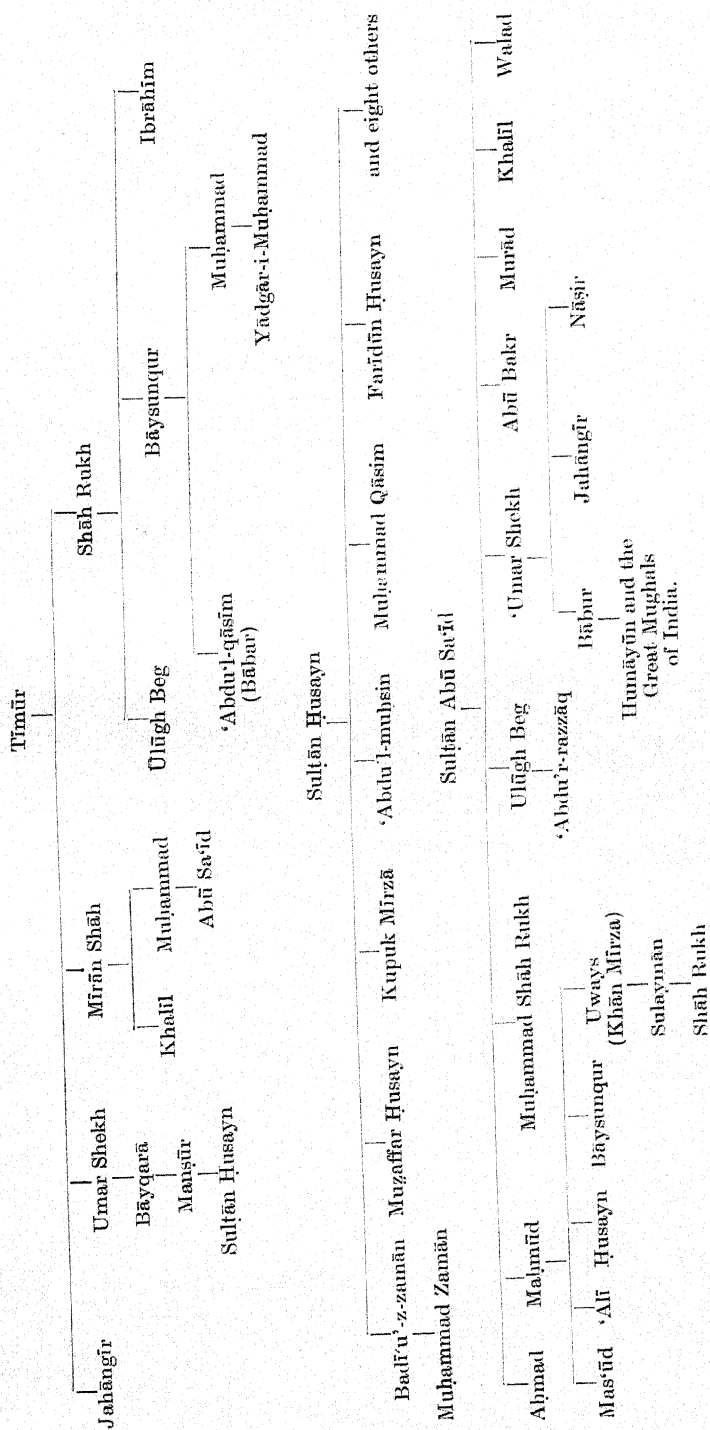 Tīmūr
Jahāngīr
Umar Shekh
Mīrān Shāh
Shāh Rukh
Bāyqarā
Khalīl
Muḥammad
Ūlūgh Beg
Bāysunqur
Ibrāhīm
Manṣūr
Abū Sa‘īd
‘Abdu'l-qāsim
(Bābar)
Muḥammad
Sulṭān Ḥusayn
Yādgār-i-Muḥammad
Sulṭān Ḥusayn
Badī‘u'-z-zamān
Muẓaffar Ḥusayn
Kupuk Mīrzā
‘Abdu'l-muḥsin
Muḥammad Qāsim
Farīdūn Ḥusayn
and eight others
Muḥammad Zamān
Sulṭān Abū Sa‘īd
Aḥmad
Maḥmūd
Muḥammad Shāh Rukh
Ulūgh Beg
‘Umar Shekh
Abū Bakr
Murād
Khalīl
Walad
‘Abdu'r-razzāq
Mas‘ūd
‘Alī
Ḥusayn
Bāysunqur
Uways
(Khān Mīrza)
Bābur
Jahāngīr
Nāṣir
Sulaymān
Humāyūn and the
Great Mughals
of India.
Shāh Rukh